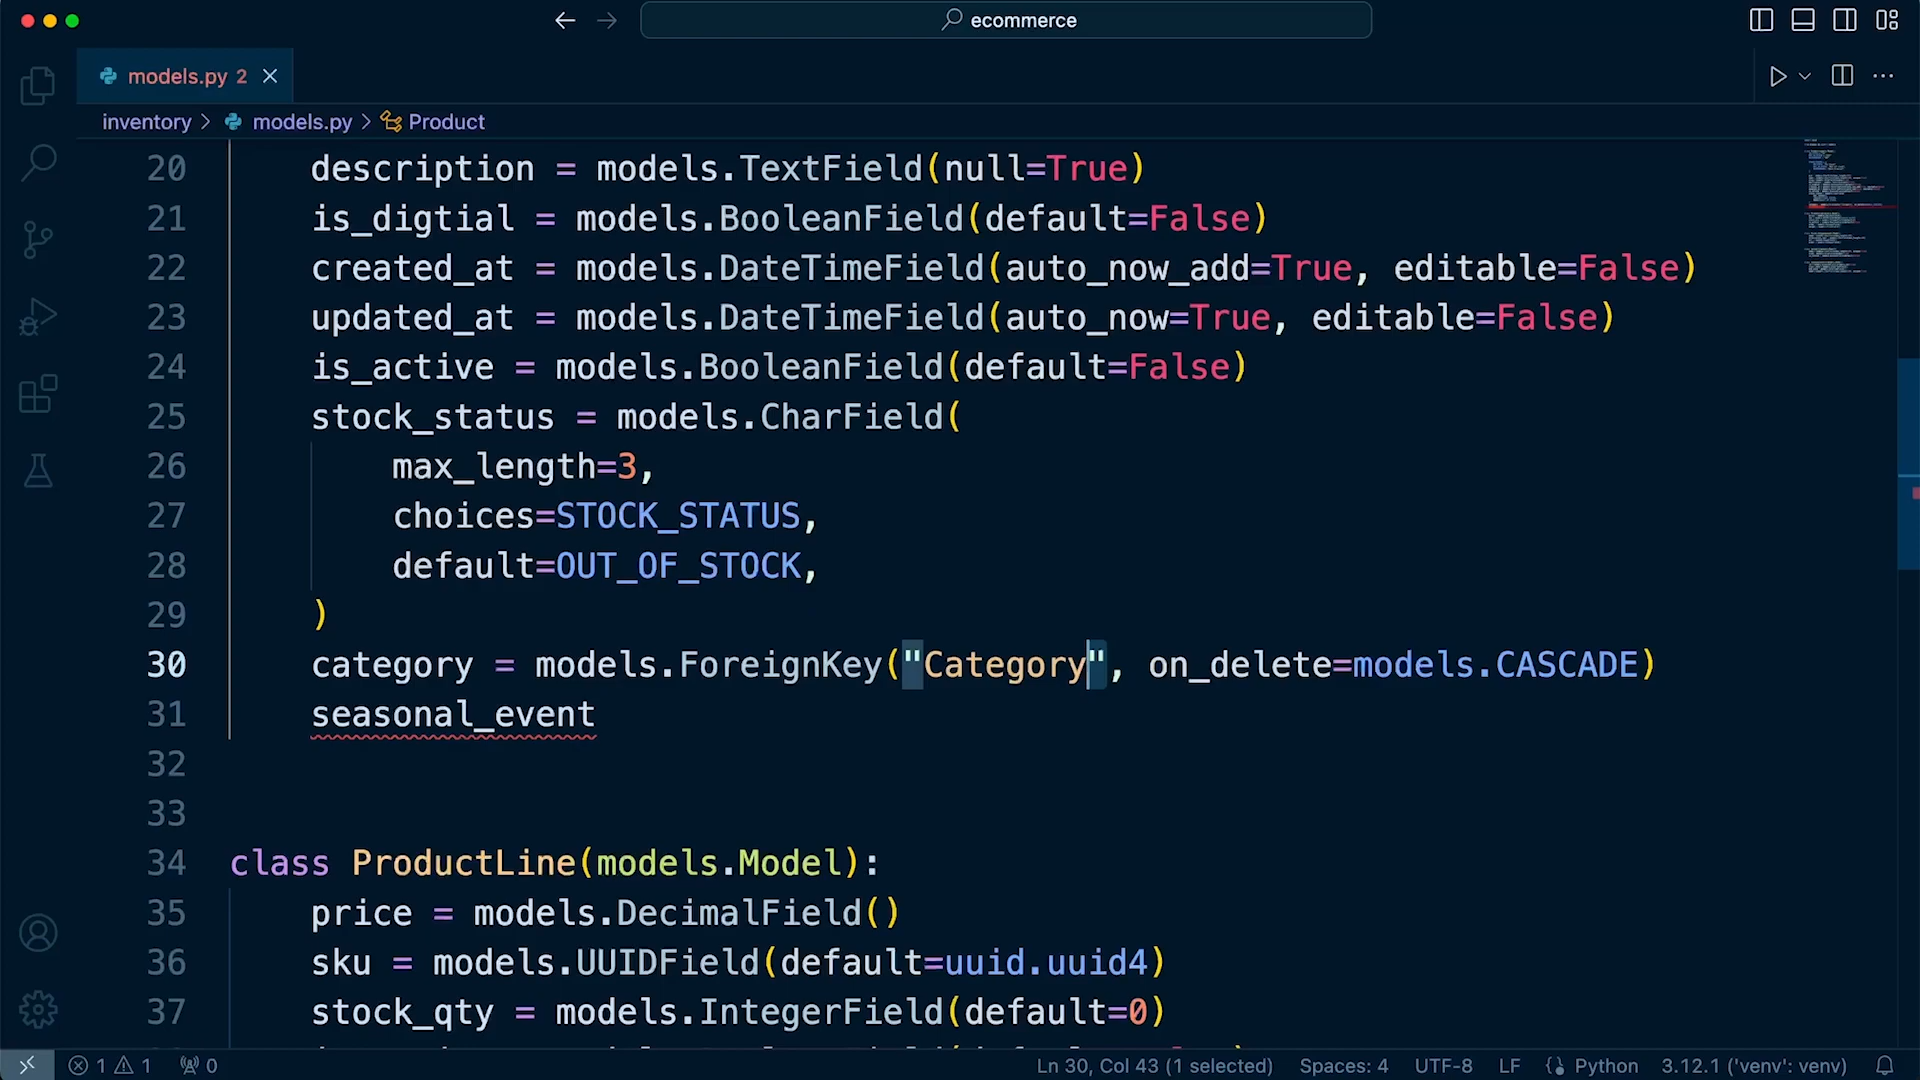 ecommerce
models.py 2
inventory > models.py > Product
20 description = models.TextField(null=True)
21 is_digtial = models.BooleanField(default=False)
22 created_at = models.DateTimeField(auto_now_add=True, editable=False)
23 updated_at = models.DateTimeField(auto_now=True, editable=False)
24 is_active = models.BooleanField(default=False)
25 stock_status = models.CharField(
26 max_length=3,
27 choices=STOCK_STATUS,
28 default=OUT_OF_STOCK,
29 )
30 category = models.ForeignKey("Category", on_delete=models.CASCADE)
31 seasonal_event
32
33
34 class ProductLine(models.Model):
35 price = models.DecimalField()
36 sku = models.UUIDField(default=uuid.uuid4)
37 stock_qty = models.IntegerField(default=0)
1 1 0 Ln 30, Col 43 (1 selected) Spaces: 4 UTF-8 LF Python 3.12.1 ('venv': venv)